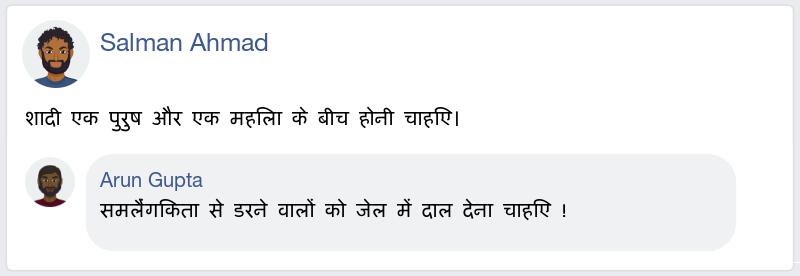 Salman Ahmad
शादी एक पुरुष और एक महिला के बीच होनी चाहिए।
Arun Gupta
समलैंगिकता से डरने वालों को जेल में दाल देना चाहिए !